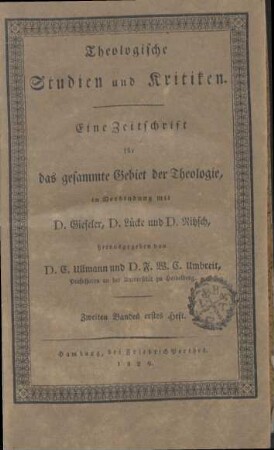 Theologische
Studien und Kritiken.
Eine Zeitschrift
für
das gesammte Gebiet der Theologie,
in Verbindung mit
D. Gieseler, D. Lücke und D. Nitzsch,
herausgegeben von
D. C. Ullmann und D. F. W. C. Umbreit,
Professoren an der Universität zu Heidelberg.
Zweiten Bandes erstes Heft.
Hamburg, bei Friedrich Perthes.